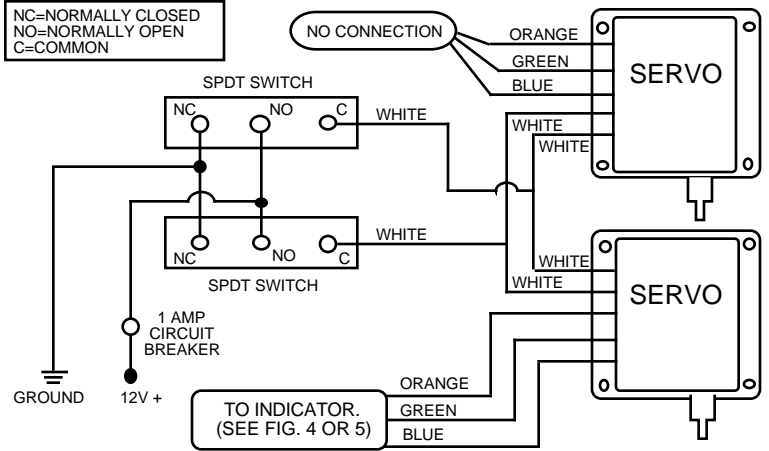 NC=NORMALLY CLOSED
NO=NORMALLY OPEN
C=COMMON
NO CONNECTION
ORANGE
GREEN
BLUE
SERVO
SPDT SWITCH
NC
NO
C
WHITE
WHITE
WHITE
NC
NO
C
WHITE
SPDT SWITCH
WHITE
WHITE
SERVO
1 AMP
CIRCUIT
BREAKER
GROUND
12V +
ORANGE
GREEN
BLUE
TO INDICATOR.
(SEE FIG. 4 OR 5)